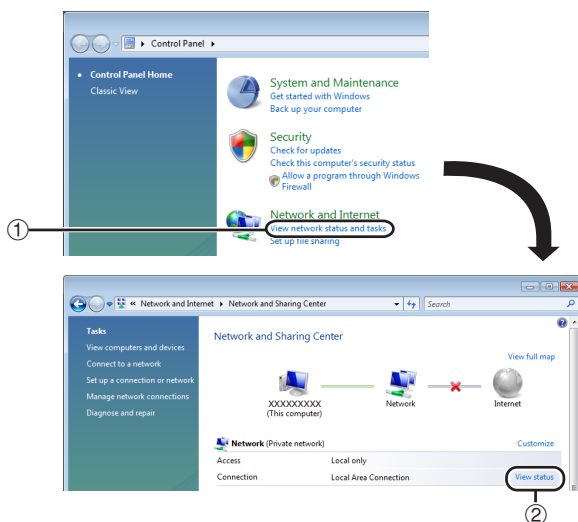 Control Panel
Control Panel Home
Classic View
System and Maintenance
Get started with Windows
Back up your computer
Security
Check for updates
Check this computer's security status
Allow a program through Windows
Firewall
Network and Internet
① View network status and tasks
Set up file sharing
« Network and Internet Network and Sharing Center Search
Tasks
View computers and devices
Connect to a network
Set up a connection or network
Manage network connections
Diagnose and repair
Network and Sharing Center
View full map
XXXXXXXXX Network Internet
(This computer)
Network (Private network) Customize
Access Local only
Connection Local Area Connection View status
②